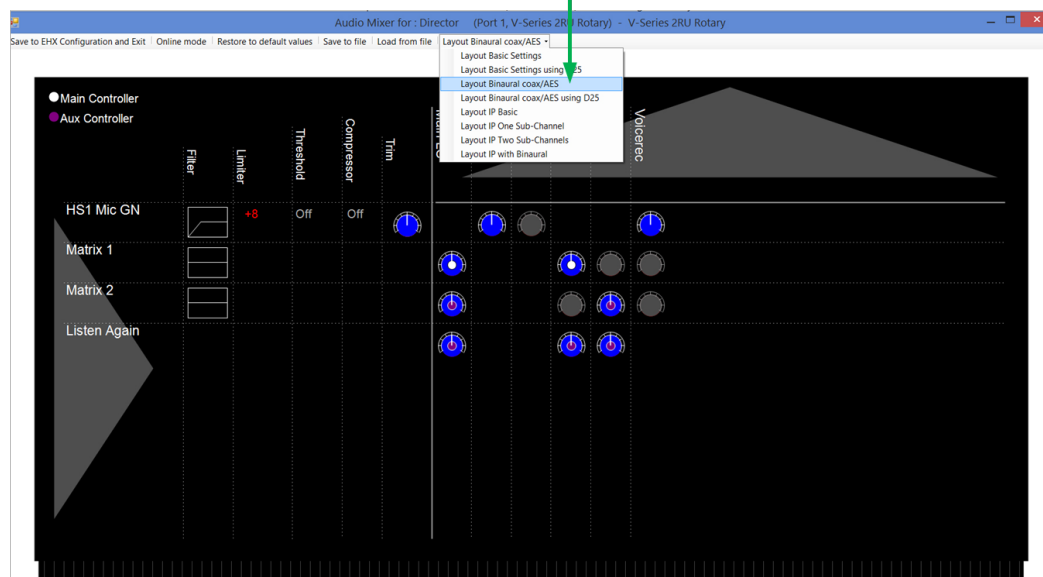 Audio Mixer for : Director (Port 1, V-Series 2RU Rotary) - V-Series 2RU Rotary
Save to EHX Configuration and Exit Online mode Restore to default values Save to file Load from file Layout Binaural coax/AES
Layout Basic Settings
Layout Basic Settings using
Layout Binaural coax/AES
Layout Binaural coax/AES using D25
Layout IP Basic
Layout IP One Sub-Channel
Layout IP Two Sub-Channels
Layout IP with Binaural
Main Controller
Aux Controller
Filter
Limiter
Threshold
Compressor
Trim
Voicerec
HS1 Mic GN +8 Off Off
Matrix 1
Matrix 2
Listen Again